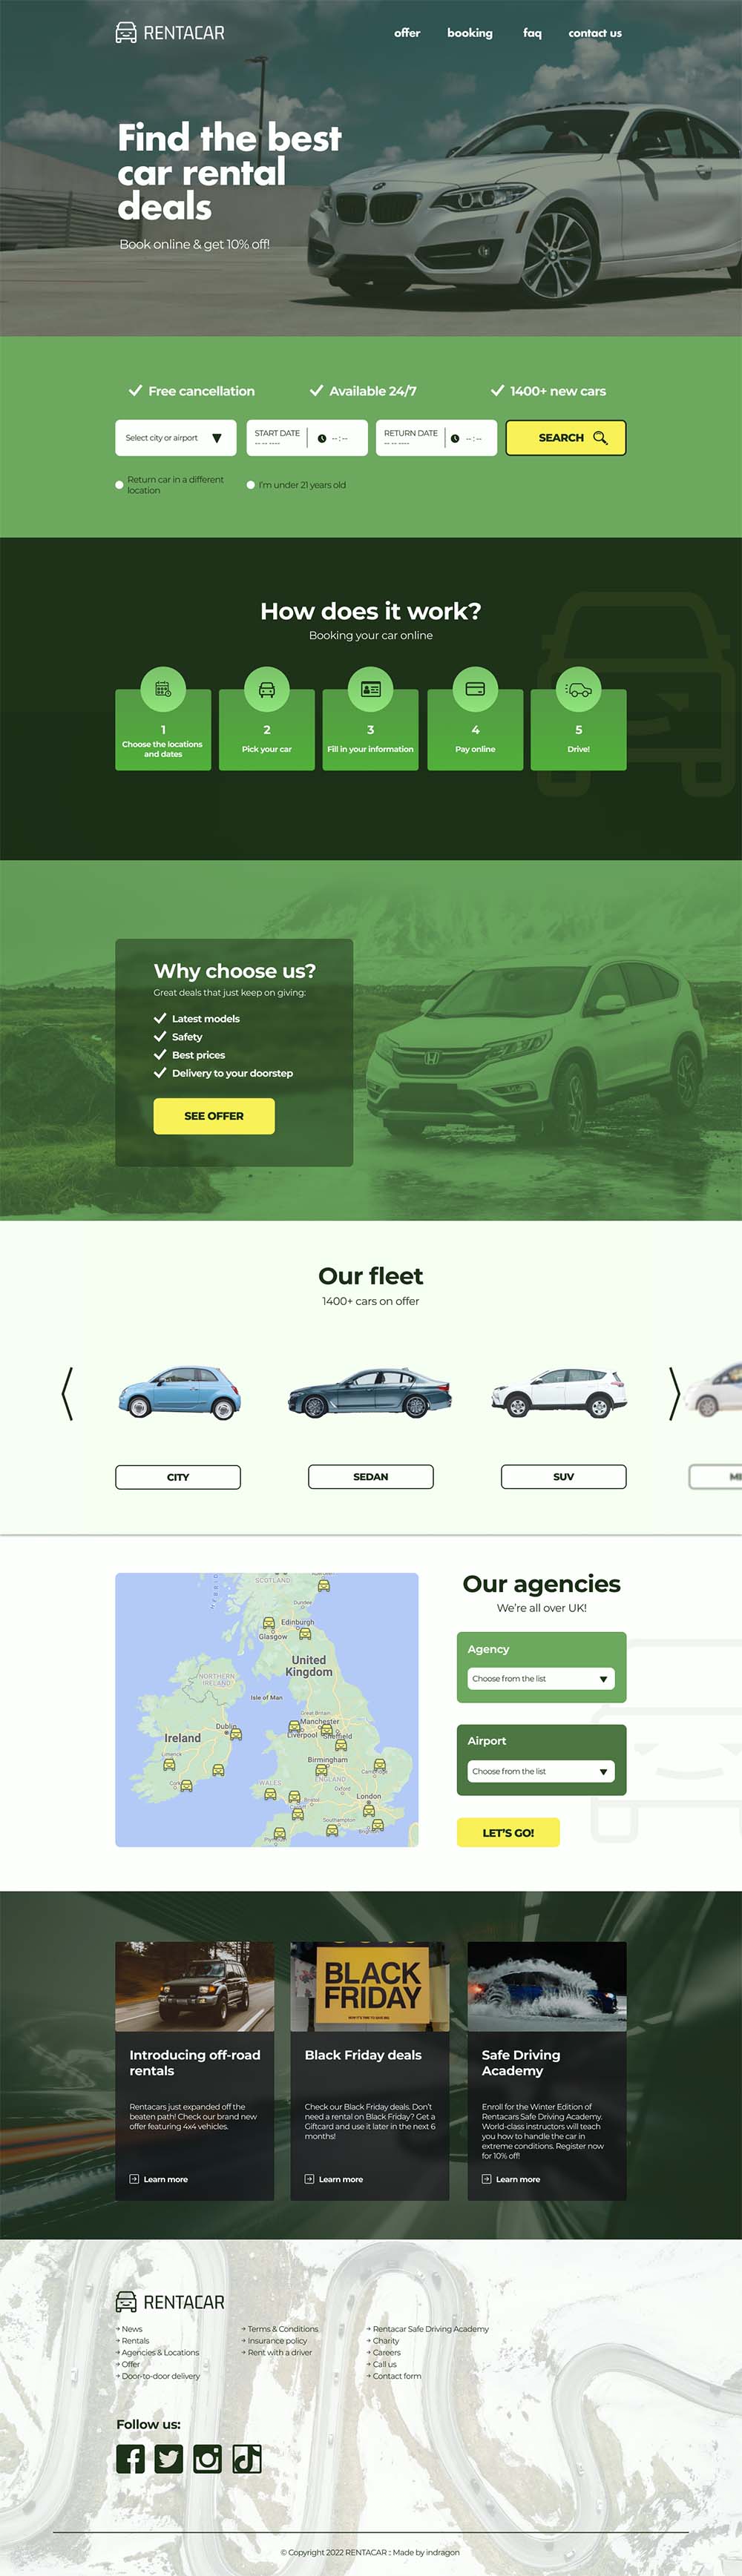 RENTACAR
offer booking faq contact us
Find the best
car rental
deals
Book online & get 10% off!
Free cancellation
Available 24/7
1400+ new cars
Select city or airport
START DATE
-- -- ----
-- : --
RETURN DATE
-- -- ----
-- : --
SEARCH
Return car in a different
location
I'm under 21 years old
How does it work?
Booking your car online
1
Choose the locations
and dates
2
Pick your car
3
Fill in your information
4
Pay online
5
Drive!
Why choose us?
Great deals that just keep on giving:
Latest models
Safety
Best prices
Delivery to your doorstep
SEE OFFER
Our fleet
1400+ cars on offer
CITY
SEDAN
SUV
Our agencies
We're all over UK!
SCOTLAND
Dundee
Edinburgh
Glasgow
United
Kingdom
NORTHERN
IRELAND
Isle of Man
Great Britain
Dublin
Manchester
Liverpool
Sheffield
Ireland
Limerick
Birmingham
Cork
WALES
ENGLAND
Oxford
London
Bristol
Southampton
Agency
Choose from the list
Airport
Choose from the list
LET'S GO!
BLACK
FRIDAY
Introducing off-road
rentals
Rentacars just expanded off the
beaten path! Check our brand new
offer featuring 4x4 vehicles.
Learn more
Black Friday deals
Check our Black Friday deals. Don't
need a rental on Black Friday? Get a
Giftcard and use it later in the next 6
months!
Learn more
Safe Driving
Academy
Enroll for the Winter Edition of
Rentacars Safe Driving Academy.
World-class instructors will teach
you how to handle the car in
extreme conditions. Register now
for 10% off!
Learn more
RENTACAR
News
Rentals
Agencies & Locations
Offer
Door-to-door delivery
Terms & Conditions
Insurance policy
Rent with a driver
Rentacar Safe Driving Academy
Charity
Careers
Call us
Contact form
Follow us:
© Copyright 2022 RENTACAR :: Made by indragon